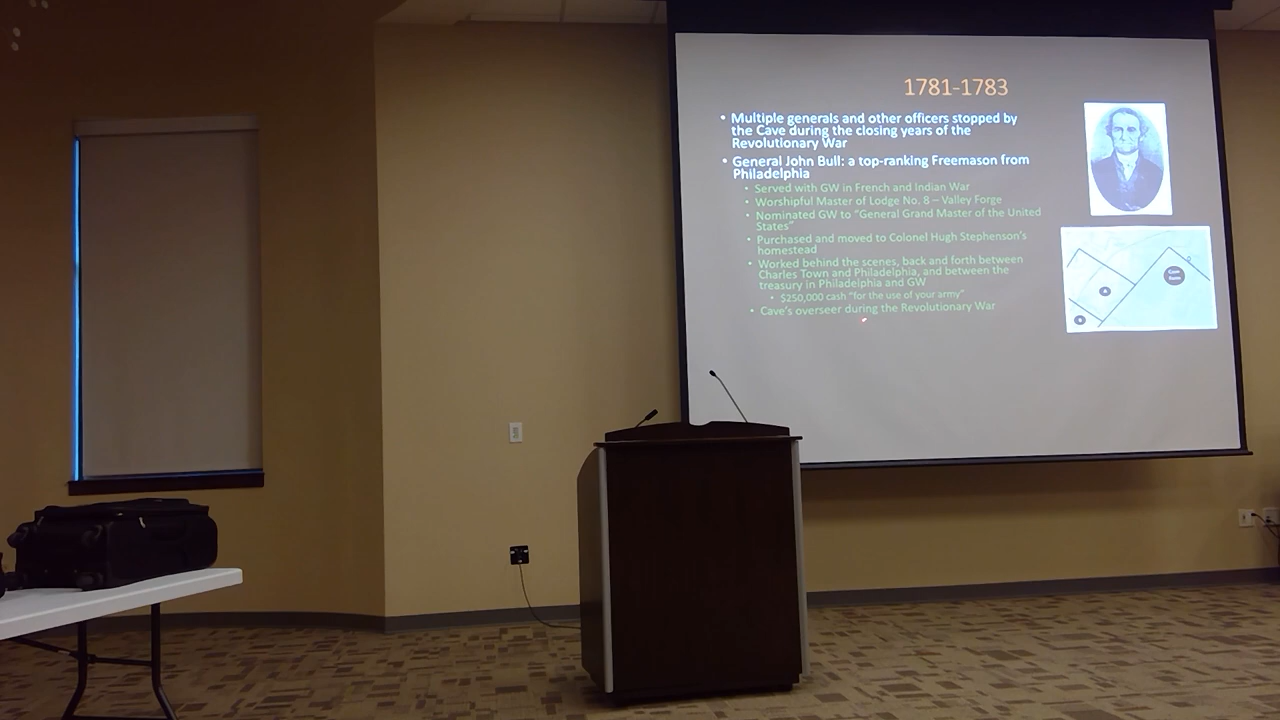 1781-1783
• Multiple generals and other officers stopped by
the Cave during the closing years of the
Revolutionary War
• General John Bull: a top-ranking Freemason from
Philadelphia
• Served with GW in French and Indian War
• Worshipful Master of Lodge No. 8 – Valley Forge
• Nominated GW to "General Grand Master of the United
States"
• Purchased and moved to Colonel Hugh Stephenson's
homestead
• Worked behind the scenes, back and forth between
Charles Town and Philadelphia, and between the
treasury in Philadelphia and GW
• $250,000 cash "for the use of your army"
• Cave's overseer during the Revolutionary War